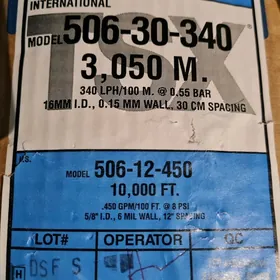 INTERNATIONAL
MODEL 506-30-340
3,050 M.
340 LPH/100 M. @ 0.55 BAR
16MM I.D., 0.15 MM WALL, 30 CM SPACING
U.S.
MODEL 506-12-450
10,000 FT.
.450 GPM/100 FT. @ 8 PSI
5/8" I.D., 6 MIL WALL, 12" SPACING
LOT# OPERATOR QC
H DSF S